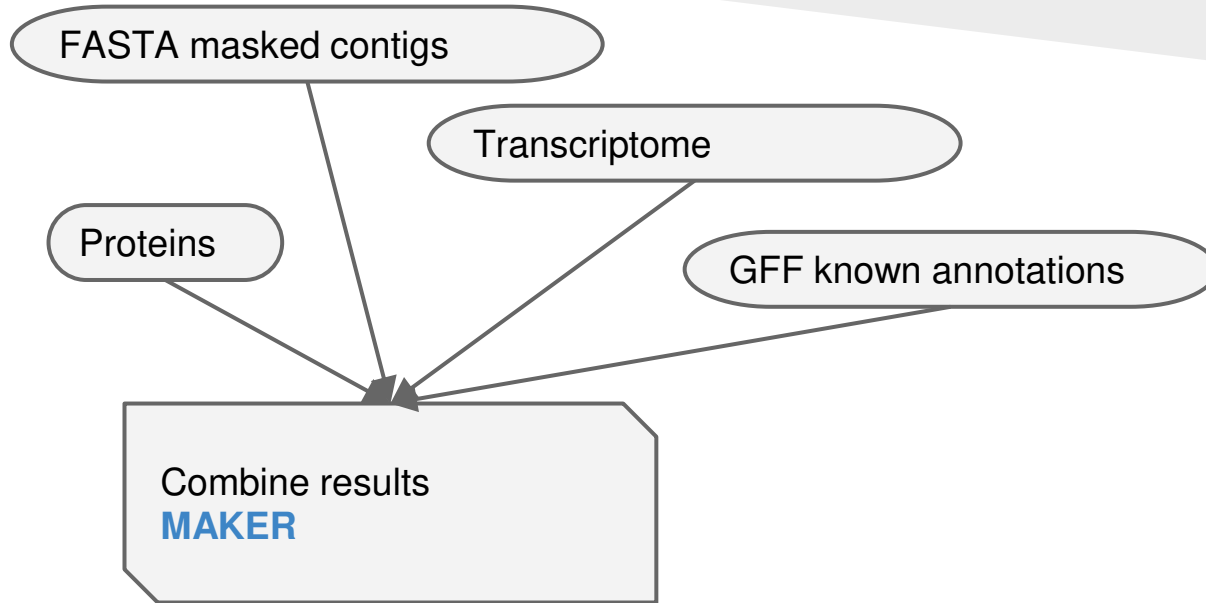 FASTA masked contigs
Transcriptome
Proteins
GFF known annotations
Combine results
MAKER